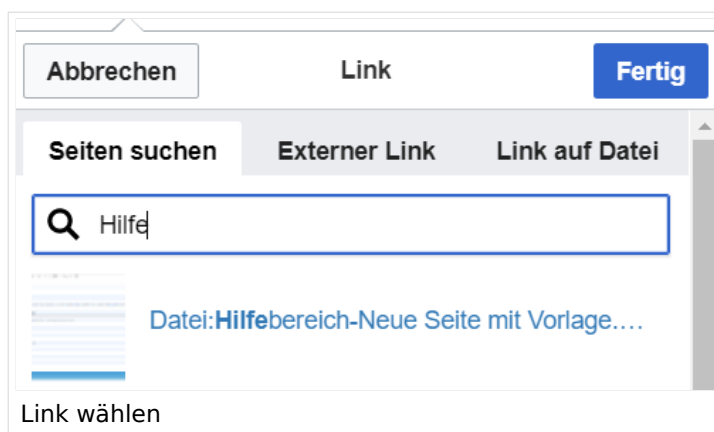 Abbrechen Link Fertig
Seiten suchen Externer Link Link auf Datei
Hilfe
Datei:Hilfebereich-Neue Seite mit Vorlage....
Link wählen